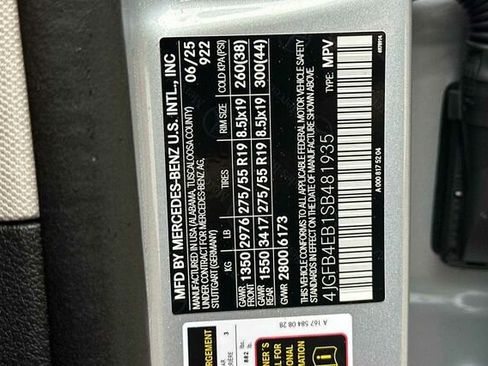 MFD BY MERCEDES-BENZ U.S. INTL., INC
MADE IN USA (ALABAMA, TUSCALOOSA COUNTY)
UNDER CONTRACT FOR MERCEDES-BENZ AG,
STUTTGART (GERMANY)
06/25
922
KG LB RIM SIZE COLD KPA(PSI)
GAWR FRONT 1350 2976 275/55 R19 8.5Jx19 260(38)
GAWR REAR 1550 3417 275/55 R19 8.5Jx19 300(44)
GVWR 2800 6173
THIS VEHICLE CONFORMS TO ALL APPLICABLE FEDERAL MOTOR VEHICLE SAFETY
STANDARDS IN EFFECT ON THE DATE OF MANUFACTURE SHOWN ABOVE.
4JGFB4EB1SB481935 TYPE: MPV
A 000 817 52 04
A 167 584 08 28
3
882 lb.